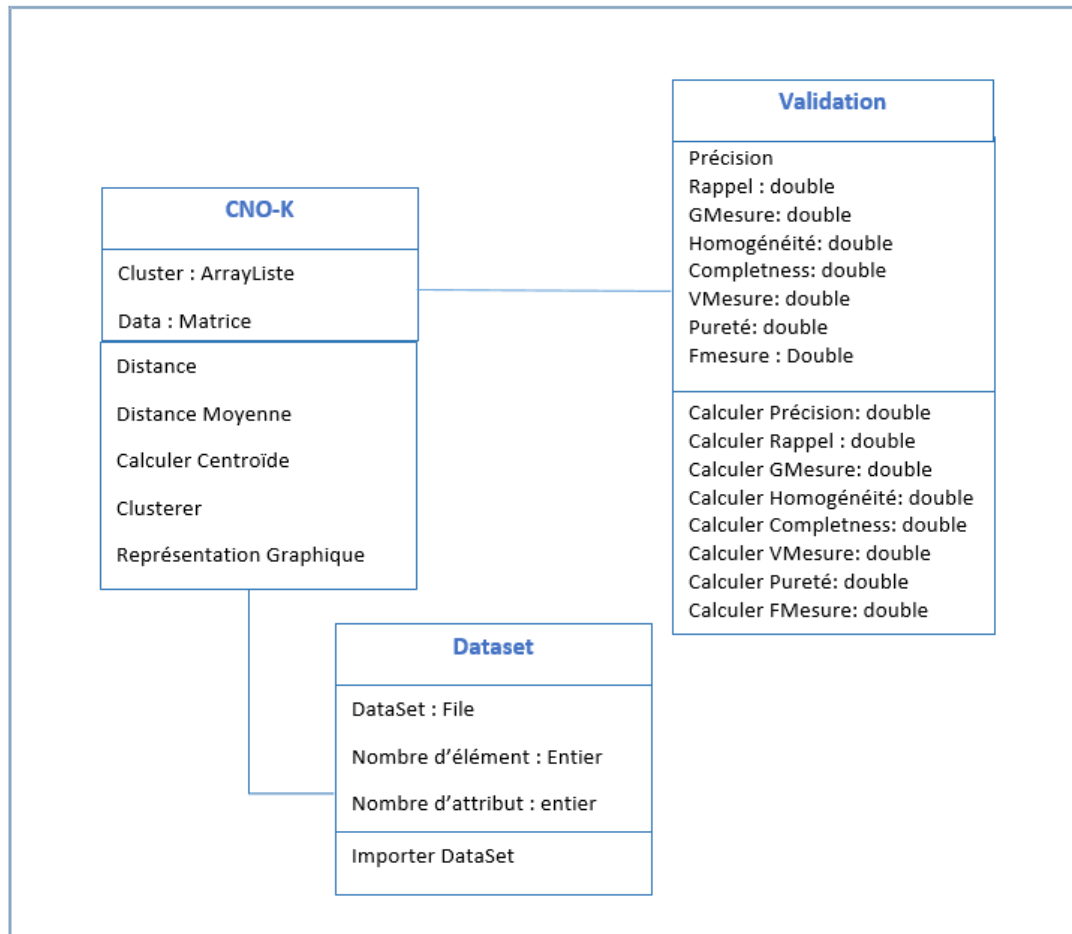 CNO-K
Cluster : ArrayListe
Data : Matrice
Distance
Distance Moyenne
Calculer Centroïde
Clusterer
Représentation Graphique
Validation
Précision
Rappel : double
GMesure: double
Homogénéité: double
Completness: double
VMesure: double
Pureté: double
Fmesure : Double
Calculer Précision: double
Calculer Rappel : double
Calculer GMesure: double
Calculer Homogénéité: double
Calculer Completness: double
Calculer VMesure: double
Calculer Pureté: double
Calculer FMesure: double
Dataset
DataSet : File
Nombre d’élément : Entier
Nombre d’attribut : entier
Importer DataSet